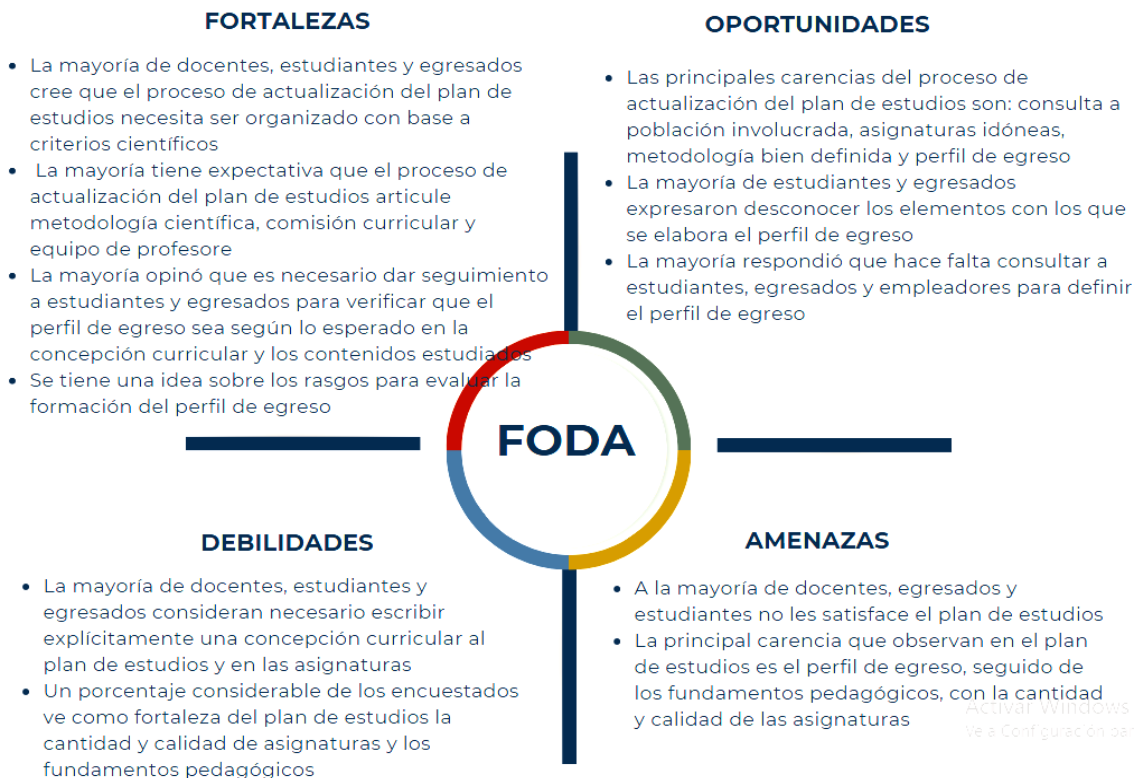 FORTALEZAS
• La mayoría de docentes, estudiantes y egresados
cree que el proceso de actualización del plan de
estudios necesita ser organizado con base a
criterios científicos
• La mayoría tiene expectativa que el proceso de
actualización del plan de estudios articule
metodología científica, comisión curricular y
equipo de profesore
• La mayoría opinó que es necesario dar seguimiento
a estudiantes y egresados para verificar que el
perfil de egreso sea según lo esperado en la
concepción curricular y los contenidos estudiados
• Se tiene una idea sobre los rasgos para evaluar la
formación del perfil de egreso
OPORTUNIDADES
• Las principales carencias del proceso de
actualización del plan de estudios son: consulta a
población involucrada, asignaturas idóneas,
metodología bien definida y perfil de egreso
• La mayoría de estudiantes y egresados
expresaron desconocer los elementos con los que
se elabora el perfil de egreso
• La mayoría respondió que hace falta consultar a
estudiantes, egresados y empleadores para definir
el perfil de egreso
FODA
DEBILIDADES
• La mayoría de docentes, estudiantes y
egresados consideran necesario escribir
explícitamente una concepción curricular al
plan de estudios y en las asignaturas
• Un porcentaje considerable de los encuestados
ve como fortaleza del plan de estudios la
cantidad y calidad de asignaturas y los
fundamentos pedagógicos
AMENAZAS
• A la mayoría de docentes, egresados y
estudiantes no les satisface el plan de estudios
• La principal carencia que observan en el plan
de estudios es el perfil de egreso, seguido de
los fundamentos pedagógicos, con la cantidad
y calidad de las asignaturas
Activar Windows
Ve a Configuración par